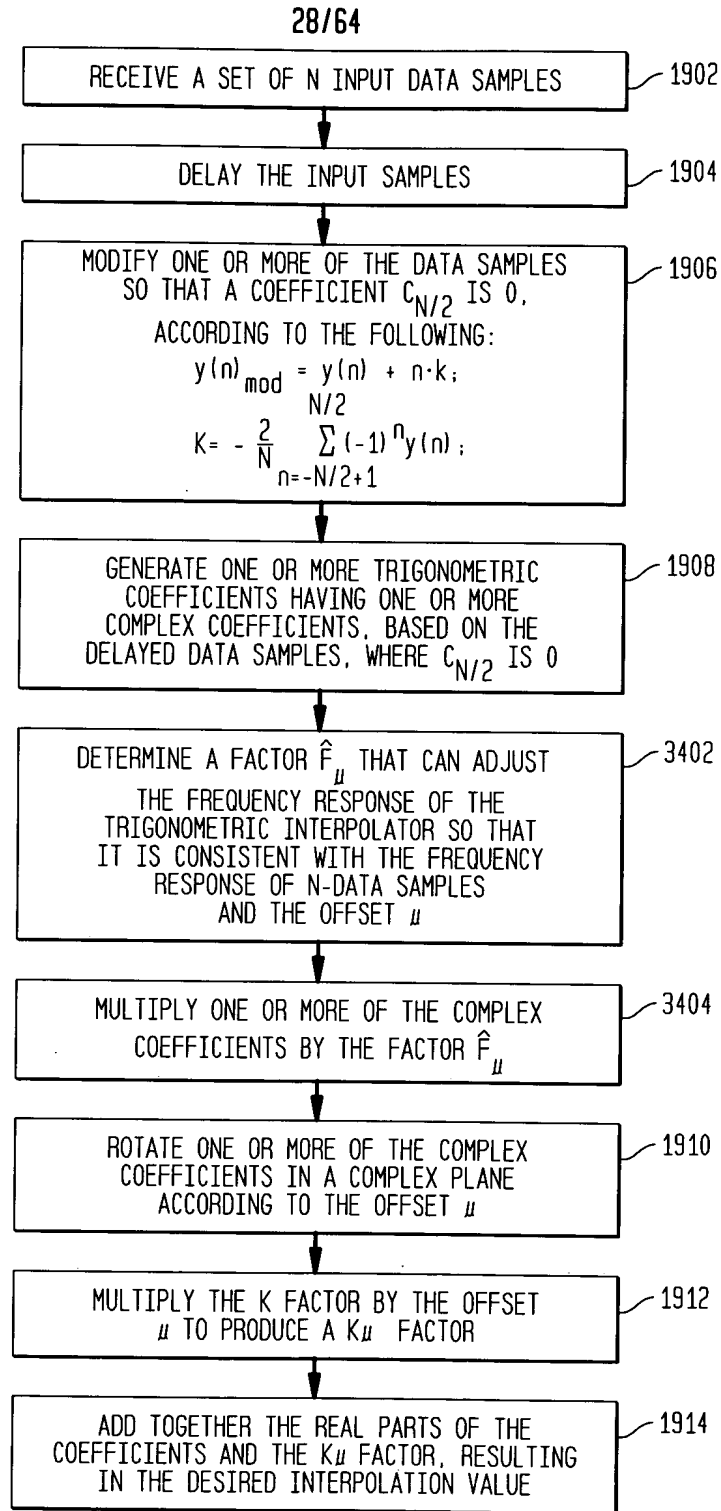 28/64
RECEIVE A SET OF N INPUT DATA SAMPLES
1902
DELAY THE INPUT SAMPLES
1904
MODIFY ONE OR MORE OF THE DATA SAMPLES
SO THAT A COEFFICIENT C_{N/2} IS 0,
ACCORDING TO THE FOLLOWING:
y(n)_{mod} = y(n) + n·k;
N/2
K= - 2/N Σ (-1)^n y(n);
n=-N/2+1
1906
GENERATE ONE OR MORE TRIGONOMETRIC
COEFFICIENTS HAVING ONE OR MORE
COMPLEX COEFFICIENTS, BASED ON THE
DELAYED DATA SAMPLES, WHERE C_{N/2} IS 0
1908
DETERMINE A FACTOR F̂_μ THAT CAN ADJUST
THE FREQUENCY RESPONSE OF THE
TRIGONOMETRIC INTERPOLATOR SO THAT
IT IS CONSISTENT WITH THE FREQUENCY
RESPONSE OF N-DATA SAMPLES
AND THE OFFSET μ
3402
MULTIPLY ONE OR MORE OF THE COMPLEX
COEFFICIENTS BY THE FACTOR F̂_μ
3404
ROTATE ONE OR MORE OF THE COMPLEX
COEFFICIENTS IN A COMPLEX PLANE
ACCORDING TO THE OFFSET μ
1910
MULTIPLY THE K FACTOR BY THE OFFSET
μ TO PRODUCE A Kμ FACTOR
1912
ADD TOGETHER THE REAL PARTS OF THE
COEFFICIENTS AND THE Kμ FACTOR, RESULTING
IN THE DESIRED INTERPOLATION VALUE
1914